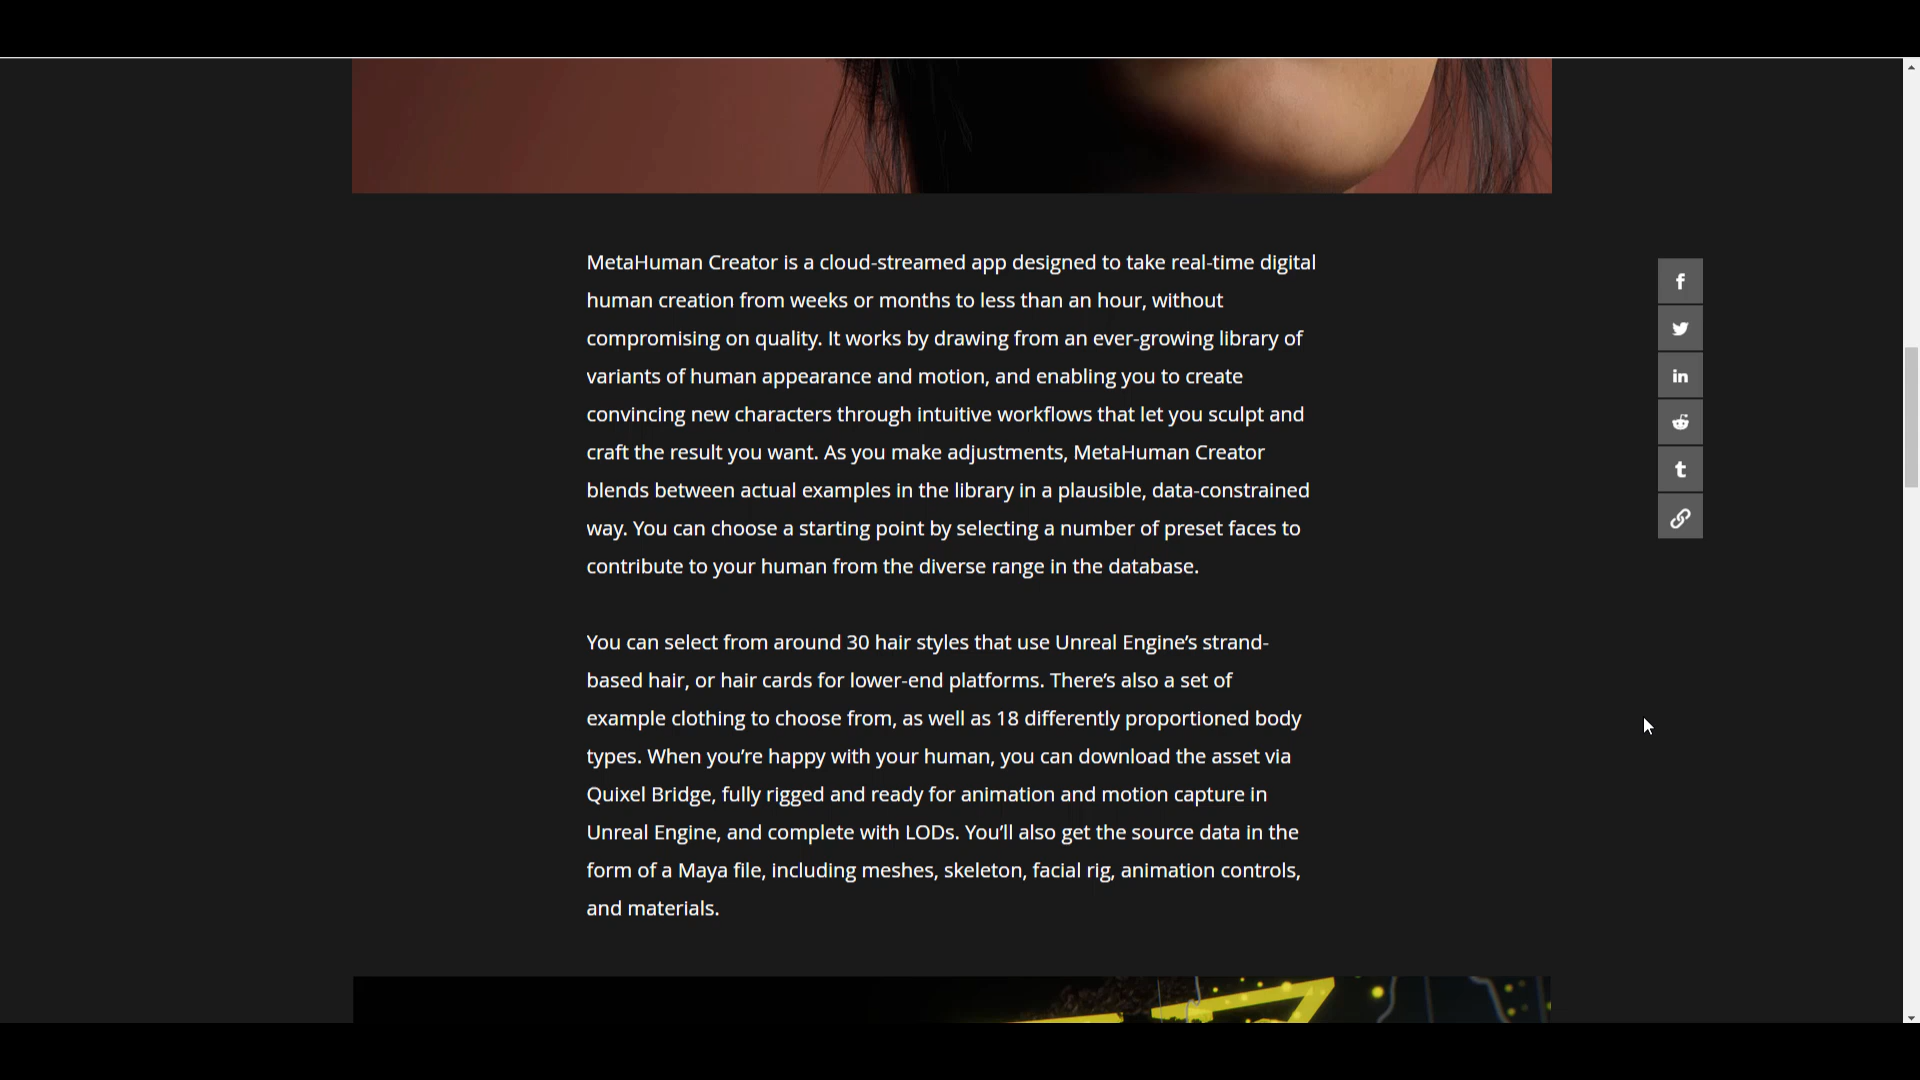 MetaHuman Creator is a cloud-streamed app designed to take real-time digital
human creation from weeks or months to less than an hour, without
compromising on quality. It works by drawing from an ever-growing library of
variants of human appearance and motion, and enabling you to create
convincing new characters through intuitive workflows that let you sculpt and
craft the result you want. As you make adjustments, MetaHuman Creator
blends between actual examples in the library in a plausible, data-constrained
way. You can choose a starting point by selecting a number of preset faces to
contribute to your human from the diverse range in the database.
You can select from around 30 hair styles that use Unreal Engine’s strand-
based hair, or hair cards for lower-end platforms. There’s also a set of
example clothing to choose from, as well as 18 differently proportioned body
types. When you’re happy with your human, you can download the asset via
Quixel Bridge, fully rigged and ready for animation and motion capture in
Unreal Engine, and complete with LODs. You’ll also get the source data in the
form of a Maya file, including meshes, skeleton, facial rig, animation controls,
and materials.